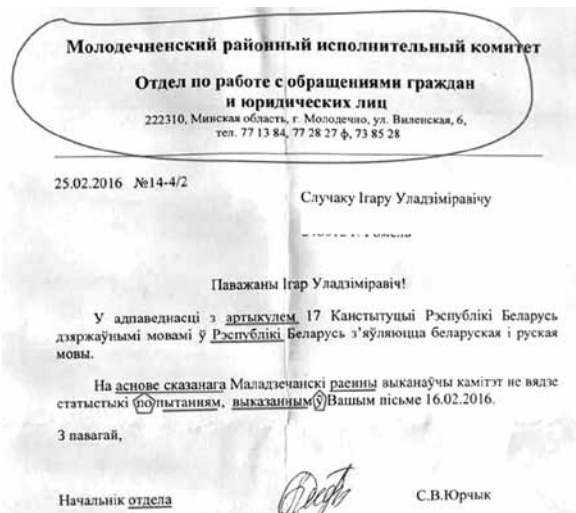 Молодечненский районный исполнительный комитет
Отдел по работе с обращениями граждан
и юридических лиц
222310, Минская область, г. Молодечно, ул. Виленская, 6,
тел. 77 13 84, 77 28 27 ф, 73 85 28
25.02.2016 №14-4/2
Случаку Ігару Уладзіміравічу
Паважаны Ігар Уладзіміравіч!
У адпаведнасці з артыкулем 17 Канстытуцыі Рэспублікі Беларусь
дзяржаўнымі мовамі ў Рэспублікі Беларусь з'яўляюцца беларуская і руская
мовы.
На аснове сказанага Маладзечанскі раенны выканаўчы камітэт не вядзе
статыстыкі по пытанням, выказанным ў Вашым пісьме 16.02.2016.
З павагай,
Начальнік отдела
С.В.Юрчык